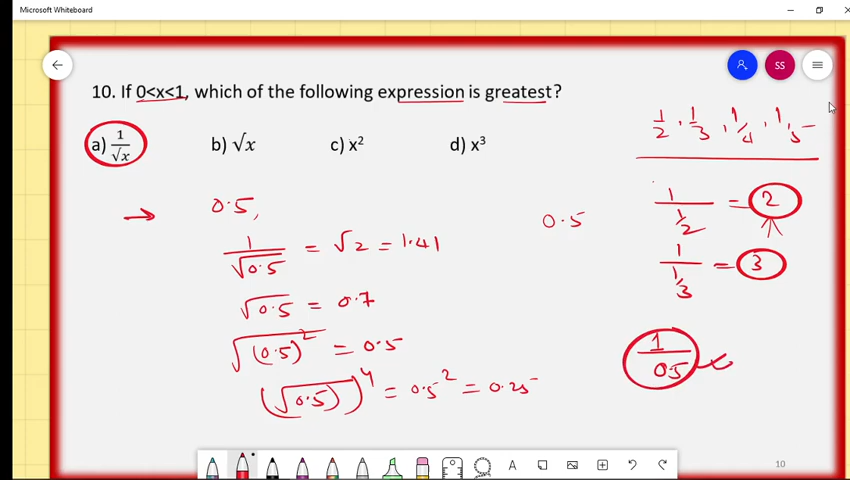 Microsoft Whiteboard
SS
10. If 0<x<1, which of the following expression is greatest?
a) 1/√x b) √x c) x² d) x³
1/2, 1/3, 1/4, 1/5
→ 0.5,
0.5
1/(1/2) = 2
1/√0.5 = √2 = 1.41
1/(1/3) = 3
√0.5 = 0.7
√(0.5)² = 0.5
1/0.5
(√0.5)⁴ = 0.5² = 0.25
A
10